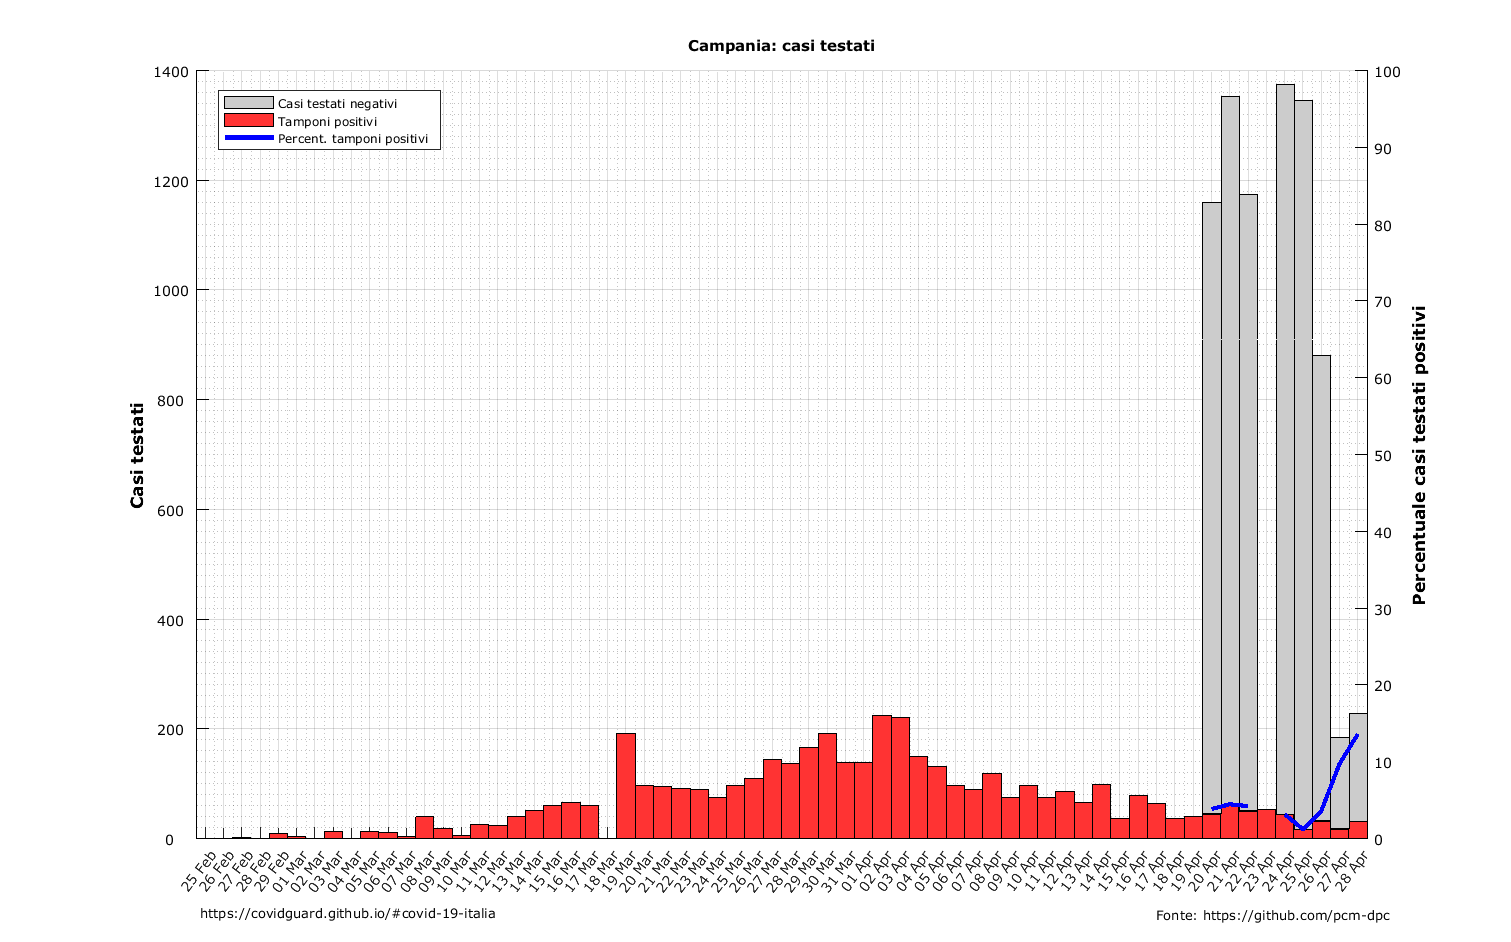 Campania: casi testati
1400
1200
1000
800
600
400
200
0
Casi testati
Casi testati negativi
Tamponi positivi
Percent. tamponi positivi
100
90
80
70
60
50
40
30
20
10
0
Percentuale casi testati positivi
25 Feb
26 Feb
27 Feb
28 Feb
29 Feb
01 Mar
02 Mar
03 Mar
04 Mar
05 Mar
06 Mar
07 Mar
08 Mar
09 Mar
10 Mar
11 Mar
12 Mar
13 Mar
14 Mar
15 Mar
16 Mar
17 Mar
18 Mar
19 Mar
20 Mar
21 Mar
22 Mar
23 Mar
24 Mar
25 Mar
26 Mar
27 Mar
28 Mar
29 Mar
30 Mar
31 Mar
01 Apr
02 Apr
03 Apr
04 Apr
05 Apr
06 Apr
07 Apr
08 Apr
09 Apr
10 Apr
11 Apr
12 Apr
13 Apr
14 Apr
15 Apr
16 Apr
17 Apr
18 Apr
19 Apr
20 Apr
21 Apr
22 Apr
23 Apr
24 Apr
25 Apr
26 Apr
27 Apr
28 Apr
https://covidguard.github.io/#covid-19-italia
Fonte: https://github.com/pcm-dpc